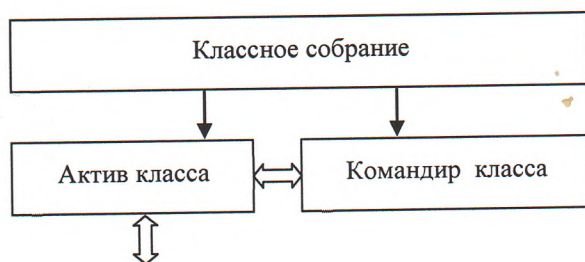 Классное собрание
Актив класса
Командир класса